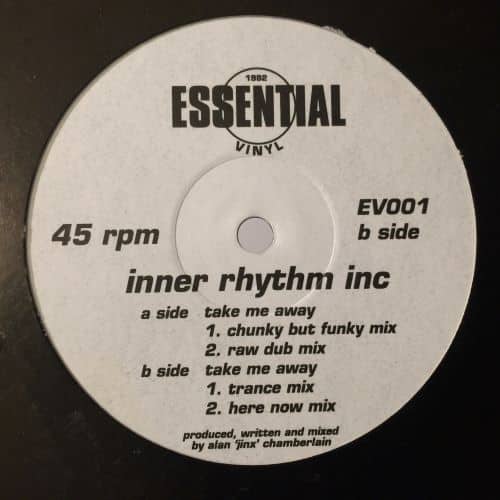 1992
ESSENTIAL
VINYL
45 rpm
EV001
b side
inner rhythm inc
a side take me away
1. chunky but funky mix
2. raw dub mix
b side take me away
1. trance mix
2. here now mix
produced, written and mixed
by alan 'jinx' chamberlain